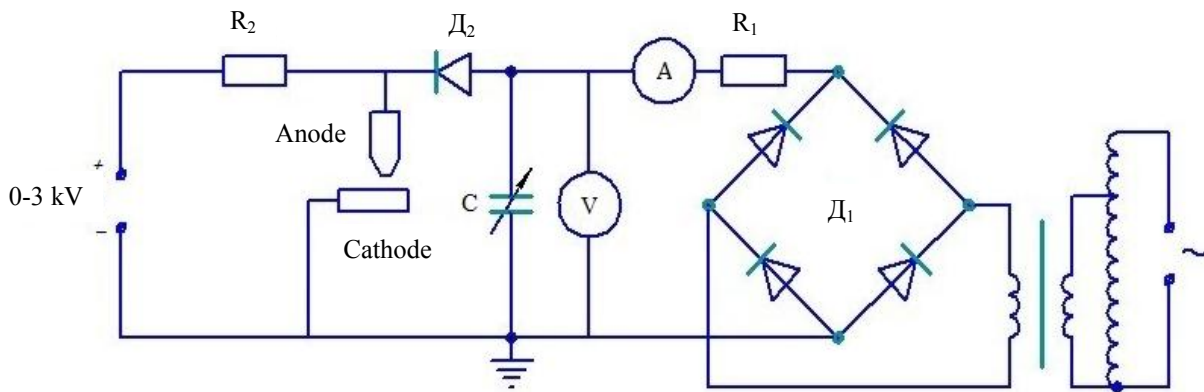 R₂
Д₂
R₁
A
Anode
+
0-3 kV
C
V
Д₁
−
Cathode
~